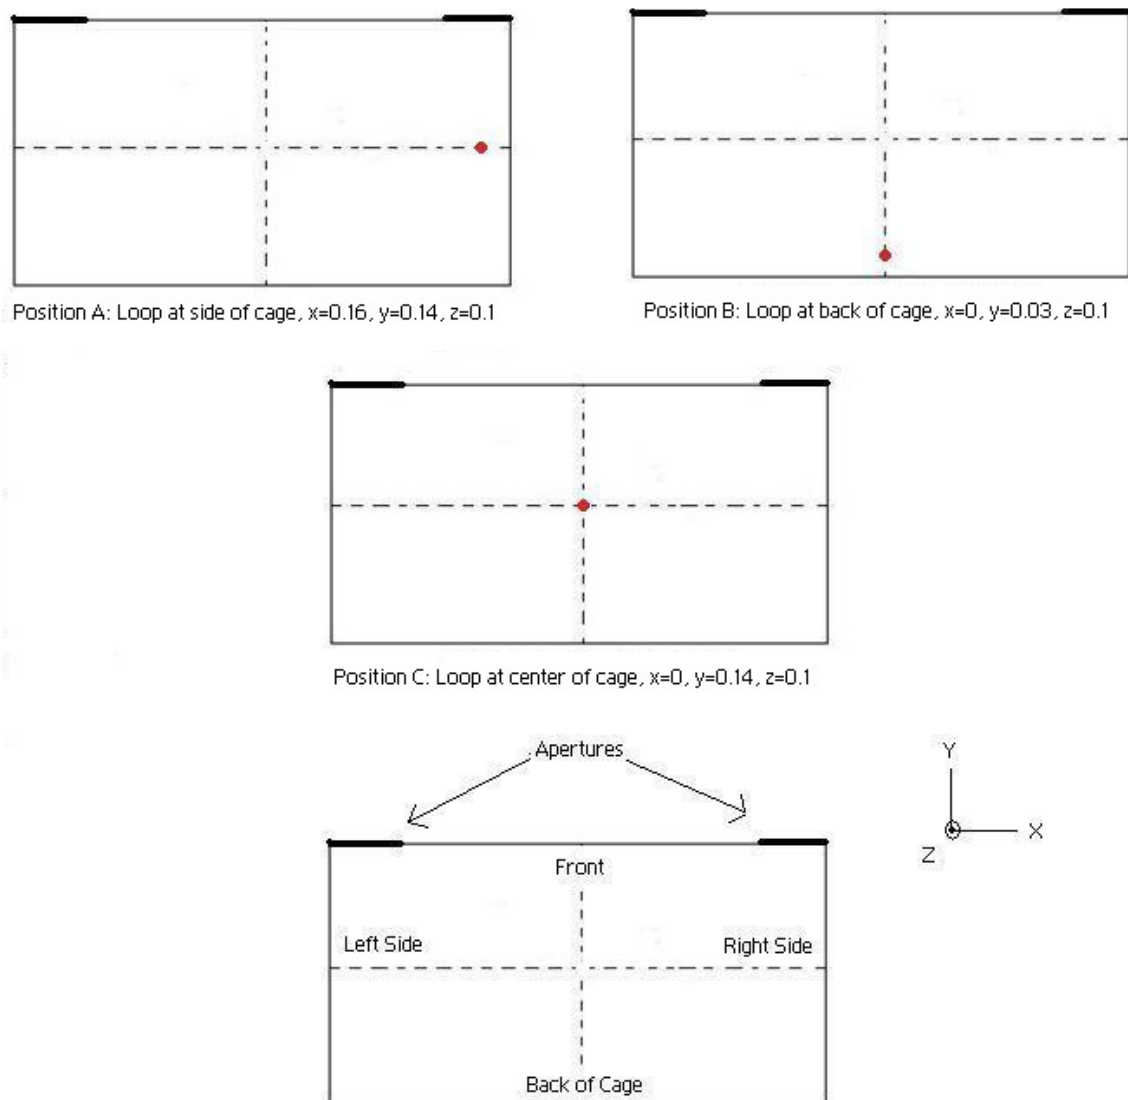 Position A: Loop at side of cage, x=0.16, y=0.14, z=0.1
Position B: Loop at back of cage, x=0, y=0.03, z=0.1
Position C: Loop at center of cage, x=0, y=0.14, z=0.1
Apertures
Y
X
Z
Front
Left Side
Right Side
Back of Cage